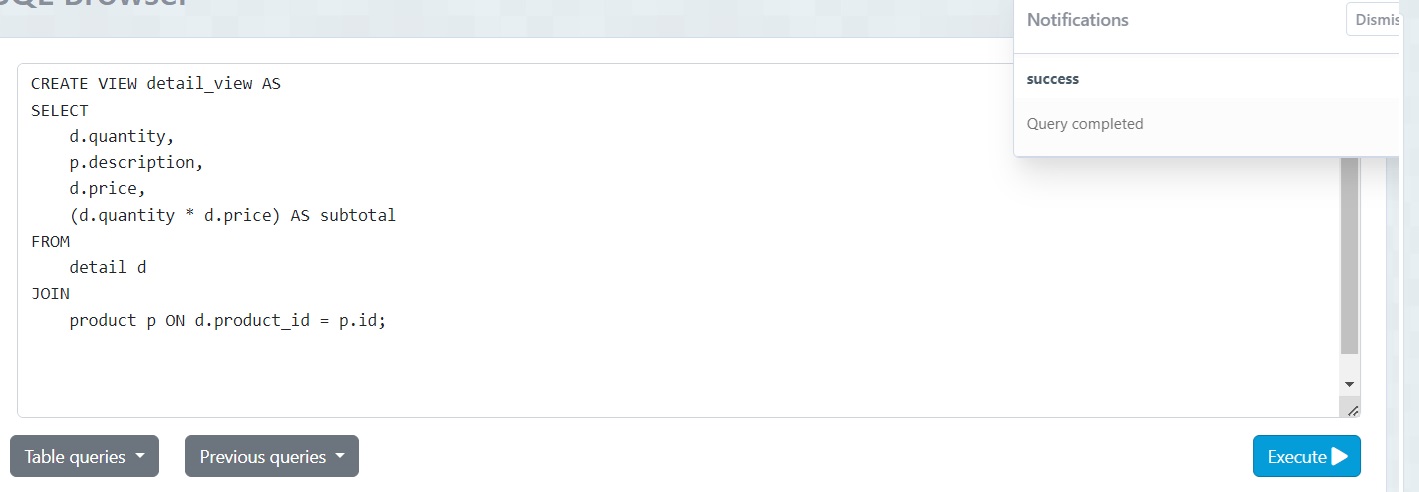 SQL Browser
Notifications
success
Query completed
CREATE VIEW detail_view AS
SELECT
    d.quantity,
    p.description,
    d.price,
    (d.quantity * d.price) AS subtotal
FROM
    detail d
JOIN
    product p ON d.product_id = p.id;
Table queries
Previous queries
Execute